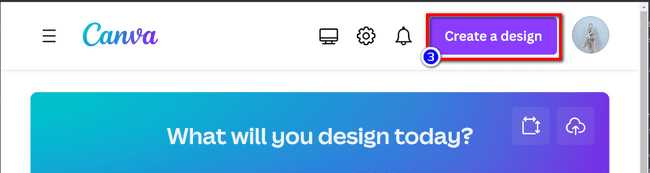 Canva
Create a design
3
What will you design today?